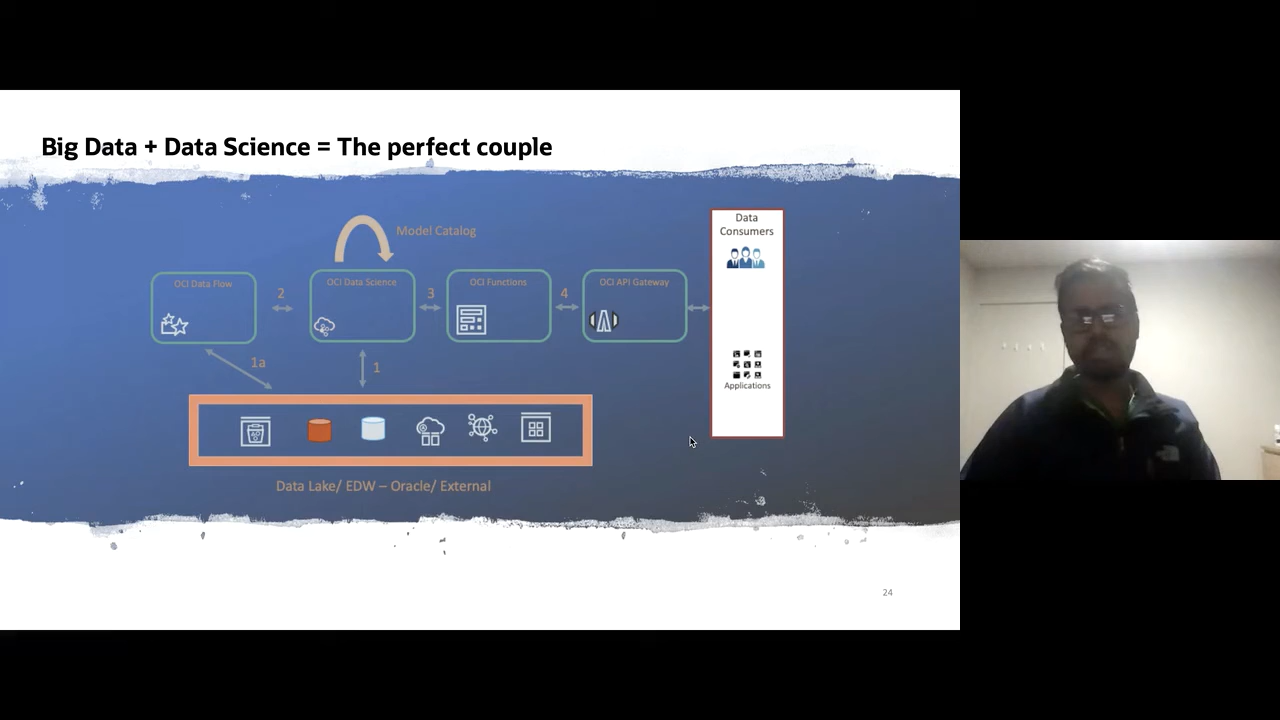 Big Data + Data Science = The perfect couple
Model Catalog
Data
Consumers
OCI Data Flow
2
OCI Data Science
3
OCI Functions
4
OCI API Gateway
1a
1
Applications
Data Lake/ EDW – Oracle/ External
24